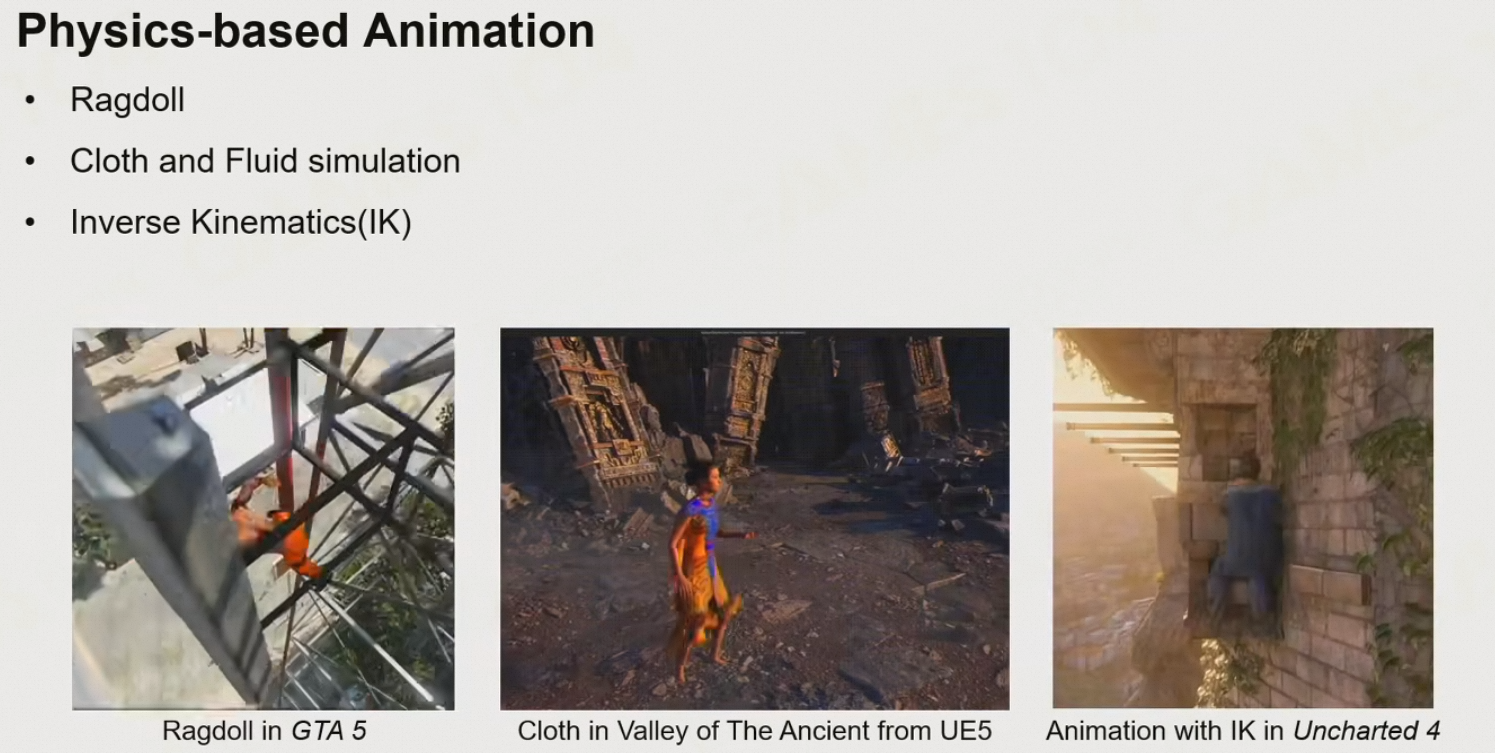 Physics-based Animation
• Ragdoll
• Cloth and Fluid simulation
• Inverse Kinematics(IK)
Ragdoll in GTA 5
Cloth in Valley of The Ancient from UE5
Animation with IK in Uncharted 4